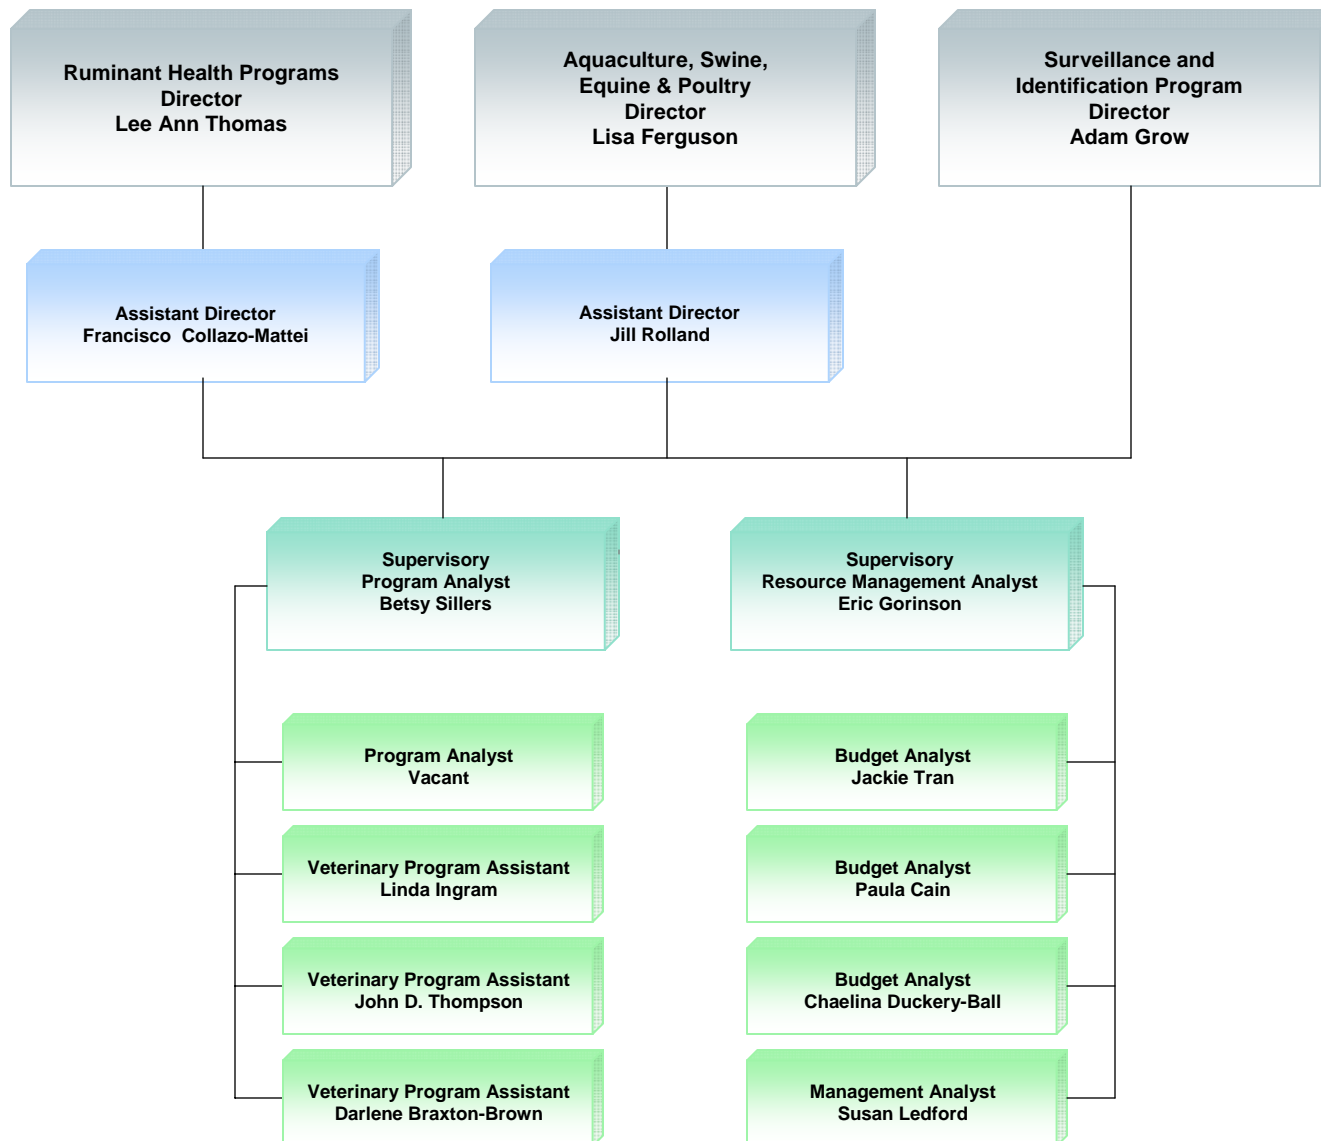 Ruminant Health Programs
Director
Lee Ann Thomas
Aquaculture, Swine,
Equine & Poultry
Director
Lisa Ferguson
Surveillance and
Identification Program
Director
Adam Grow
Assistant Director
Francisco Collazo-Mattei
Assistant Director
Jill Rolland
Supervisory
Program Analyst
Betsy Sillers
Supervisory
Resource Management Analyst
Eric Gorinson
Program Analyst
Vacant
Veterinary Program Assistant
Linda Ingram
Veterinary Program Assistant
John D. Thompson
Veterinary Program Assistant
Darlene Braxton-Brown
Budget Analyst
Jackie Tran
Budget Analyst
Paula Cain
Budget Analyst
Chaelina Duckery-Ball
Management Analyst
Susan Ledford